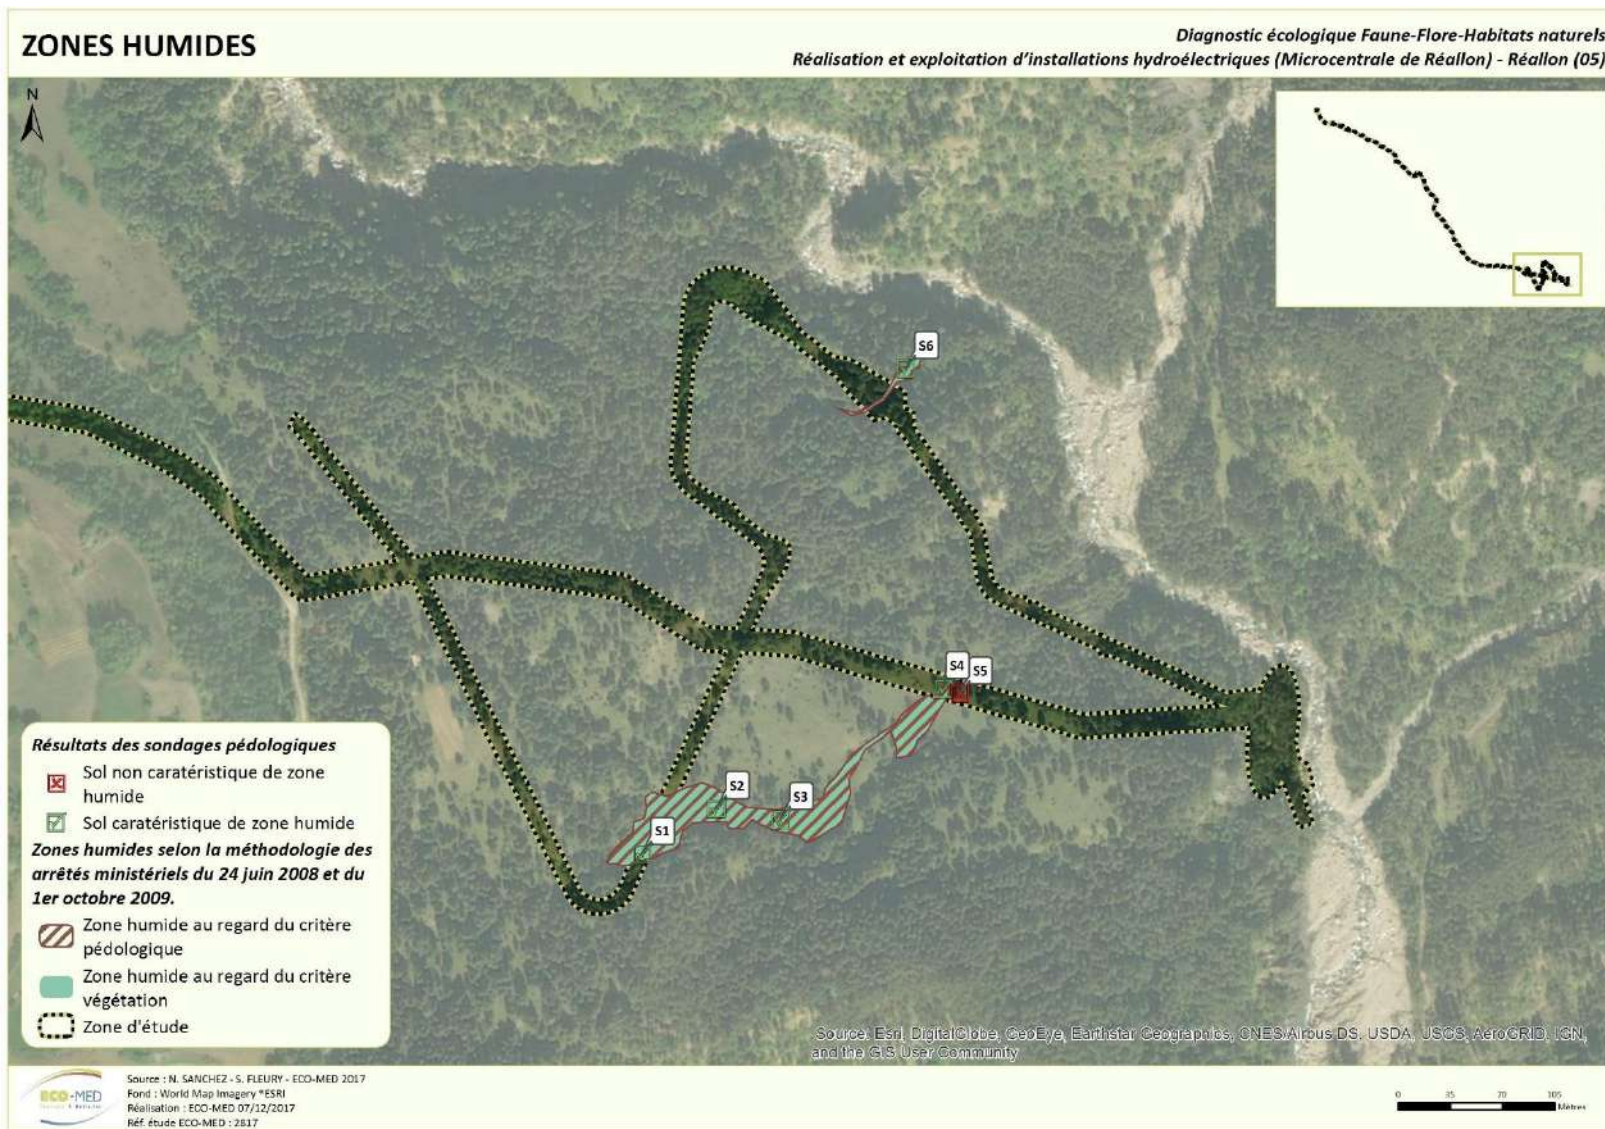 ZONES HUMIDES
Diagnostic écologique Faune-Flore-Habitats naturels
Réalisation et exploitation d'installations hydroélectriques (Microcentrale de Réallon) - Réallon (05)
N
S6
S4
S5
S2
S3
S1
Résultats des sondages pédologiques
Sol non caratéristique de zone
humide
Sol caratéristique de zone humide
Zones humides selon la méthodologie des
arrêtés ministériels du 24 juin 2008 et du
1er octobre 2009.
Zone humide au regard du critère
pédologique
Zone humide au regard du critère
végétation
Zone d'étude
Source: Esri, DigitalGlobe, GeoEye, Earthstar Geographics, CNES/Airbus DS, USDA, USGS, AeroGRID, IGN,
and the GIS User Community
ECO-MED
Source : N. SANCHEZ - S. FLEURY - ECO-MED 2017
Fond : World Map Imagery *ESRI
Réalisation : ECO-MED 07/12/2017
Réf. étude ECO-MED : 2817
0 35 70 105
Mètres